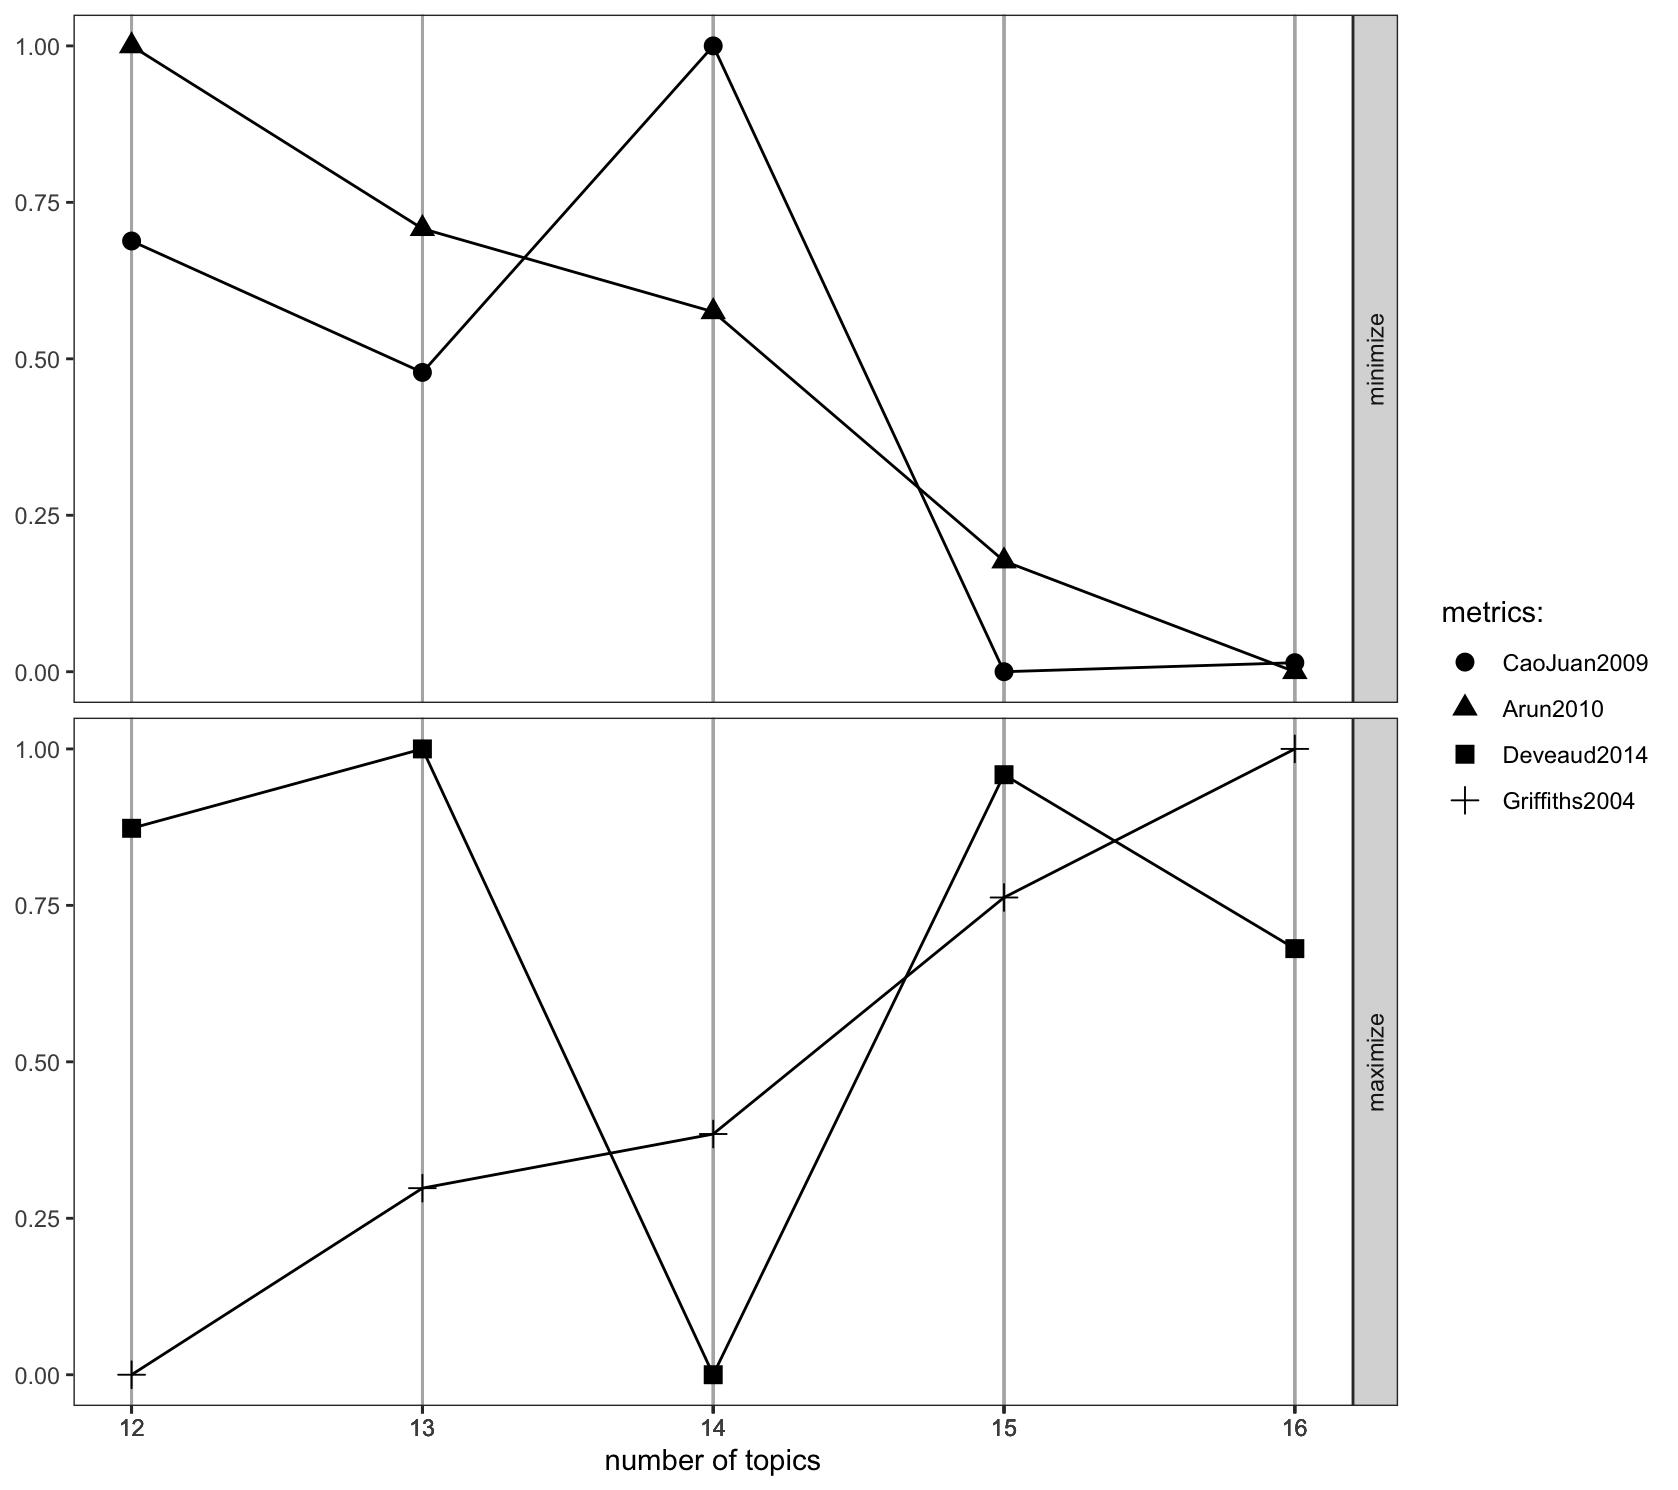 1.00
0.75
0.50
0.25
0.00
minimize
1.00
0.75
0.50
0.25
0.00
maximize
12 13 14 15 16
number of topics
metrics:
CaoJuan2009
Arun2010
Deveaud2014
Griffiths2004